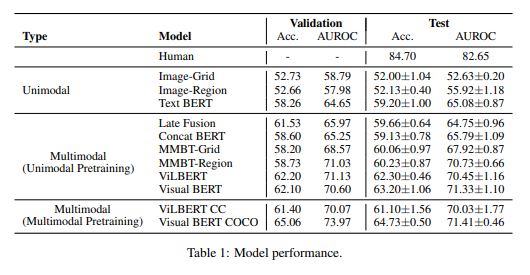 Validation Test
Type Model Acc. AUROC Acc. AUROC
Human - - 84.70 82.65
Image-Grid 52.73 58.79 52.00±1.04 52.63±0.20
Unimodal Image-Region 52.66 57.98 52.13±0.40 55.92±1.18
Text BERT 58.26 64.65 59.20±1.00 65.08±0.87
Late Fusion 61.53 65.97 59.66±0.64 64.75±0.96
Concat BERT 58.60 65.25 59.13±0.78 65.79±1.09
Multimodal MMBT-Grid 58.20 68.57 60.06±0.97 67.92±0.87
(Unimodal Pretraining) MMBT-Region 58.73 71.03 60.23±0.87 70.73±0.66
ViLBERT 62.20 71.13 62.30±0.46 70.45±1.16
Visual BERT 62.10 70.60 63.20±1.06 71.33±1.10
Multimodal ViLBERT CC 61.40 70.07 61.10±1.56 70.03±1.77
(Multimodal Pretraining) Visual BERT COCO 65.06 73.97 64.73±0.50 71.41±0.46
Table 1: Model performance.